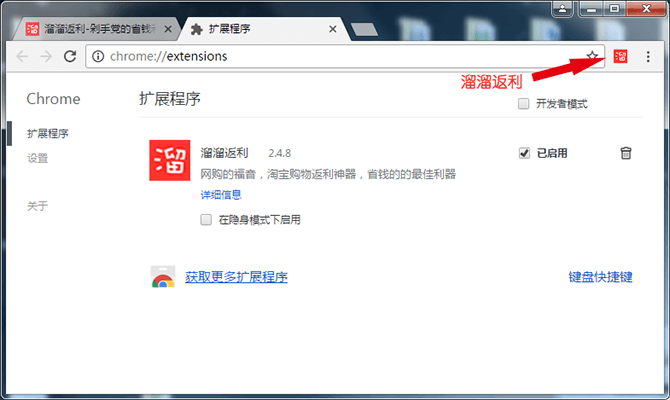 溜溜返利-剁手党的省钱利
扩展程序
chrome://extensions
溜
溜溜返利
Chrome
扩展程序
开发者模式
扩展程序
设置
关于
溜
溜溜返利 2.4.8
已启用
网购的福音，淘宝购物返利神器，省钱的的最佳利器
详细信息
在隐身模式下启用
获取更多扩展程序
键盘快捷键